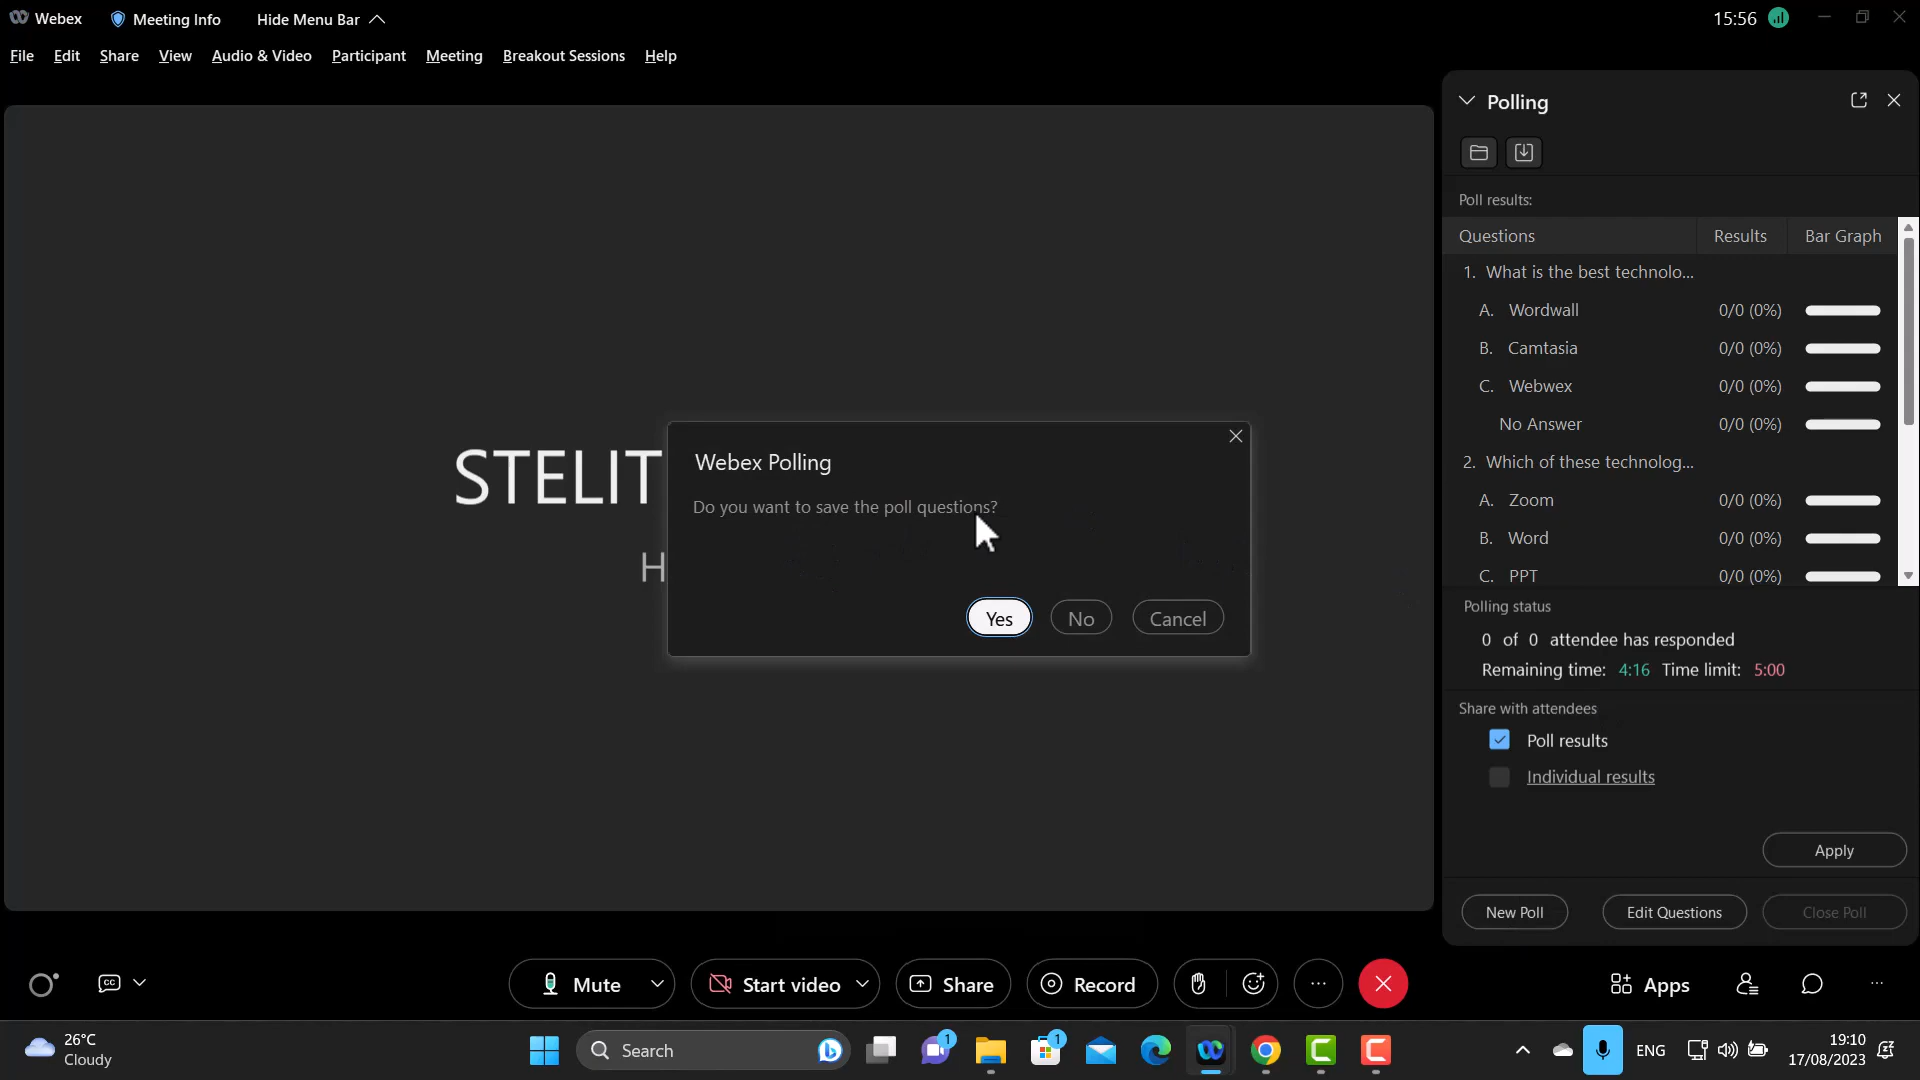 Webex
Meeting Info
Hide Menu Bar
15:56
File Edit Share View Audio & Video Participant Meeting Breakout Sessions Help
STELIT
H
Webex Polling
Do you want to save the poll questions?
Yes No Cancel
Polling
Poll results:
Questions Results Bar Graph
1. What is the best technolo...
A. Wordwall 0/0 (0%)
B. Camtasia 0/0 (0%)
C. Webwex 0/0 (0%)
No Answer 0/0 (0%)
2. Which of these technolog...
A. Zoom 0/0 (0%)
B. Word 0/0 (0%)
C. PPT 0/0 (0%)
Polling status
0 of 0 attendee has responded
Remaining time: 4:16 Time limit: 5:00
Share with attendees
Poll results
Individual results
Apply
New Poll Edit Questions Close Poll
CC
Mute
Start video
Share
Record
Apps
26°C
Cloudy
Search
1
1
ENG
19:10
17/08/2023